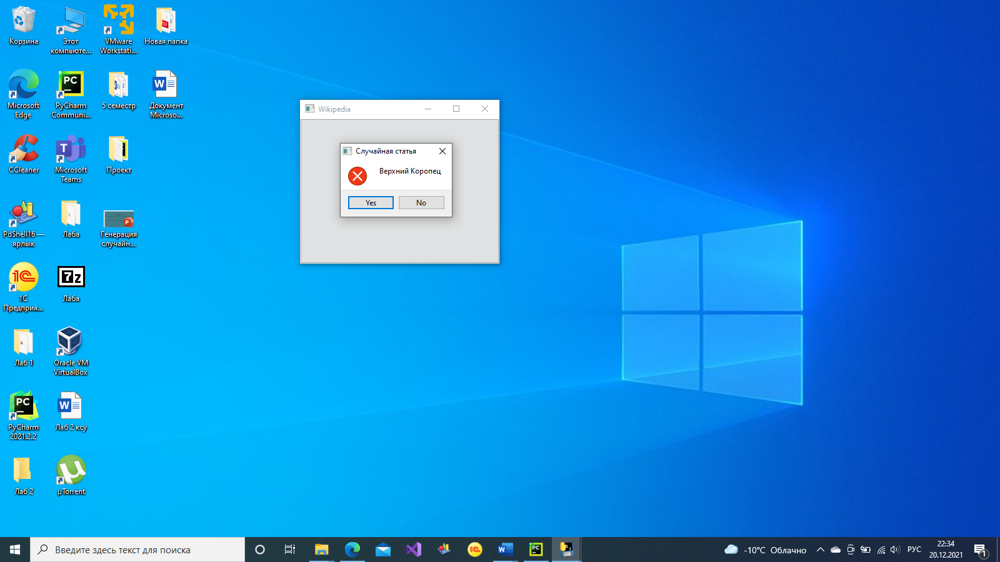 Корзина
Этот
компьюте...
VMware
Workstati...
Новая папка
Microsoft
Edge
PyCharm
Communi...
5 семестр
Документ
Microso...
CCleaner
Microsoft
Teams
Проект
PdShell16 —
ярлык
Лаба
Генерация
случайн...
1С
Предприя...
Лаба
Лаб 1
Oracle VM
VirtualBox
PyCharm
2021.2.2
Лаб 2 ксу
Лаб 2
µTorrent
Wikipedia
Случайная статья
Верхний Коропец
Yes
No
Введите здесь текст для поиска
-10°C Облачно
РУС
22:34
20.12.2021
1